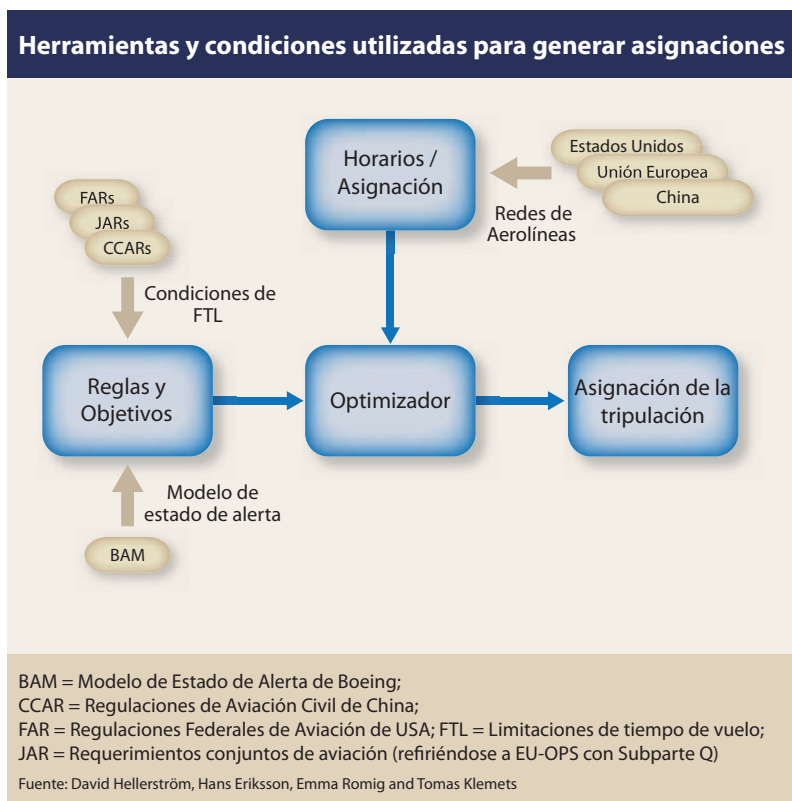 Herramientas y condiciones utilizadas para generar asignaciones
Horarios /
Asignación
Estados Unidos
Unión Europea
China
Redes de
Aerolíneas
FARs
JARs
CCARs
Condiciones de
FTL
Reglas y
Objetivos
Optimizador
Asignación de la
tripulación
Modelo de
estado de alerta
BAM
BAM = Modelo de Estado de Alerta de Boeing;
CCAR = Regulaciones de Aviación Civil de China;
FAR = Regulaciones Federales de Aviación de USA; FTL = Limitaciones de tiempo de vuelo;
JAR = Requerimientos conjuntos de aviación (refiriéndose a EU-OPS con Subparte Q)
Fuente: David Hellerström, Hans Eriksson, Emma Romig and Tomas Klemets